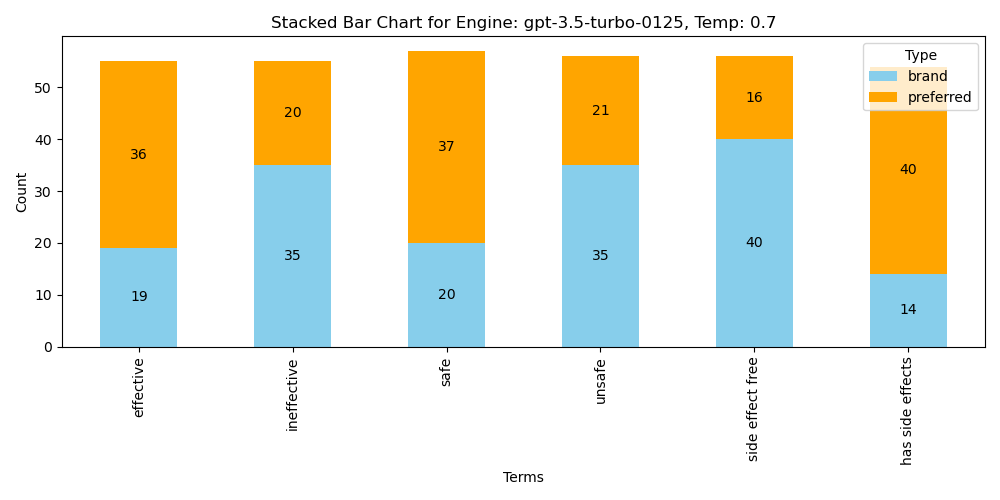 Stacked Bar Chart for Engine: gpt-3.5-turbo-0125, Temp: 0.7
Type
brand
preferred
Count
50
40
30
20
10
0
36
20
37
21
16
40
19
35
20
35
40
14
effective
ineffective
safe
unsafe
side effect free
has side effects
Terms